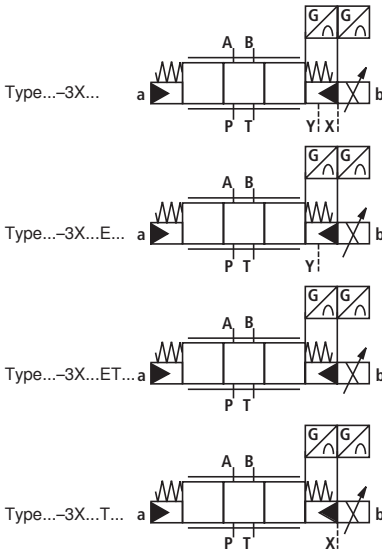 G G
A B
Type...–3X... a b
P T Y X
G G
A B
Type...–3X...E... a b
P T Y
G G
A B
Type...–3X...ET... a b
P T
G G
A B
Type...–3X...T... a b
P T X